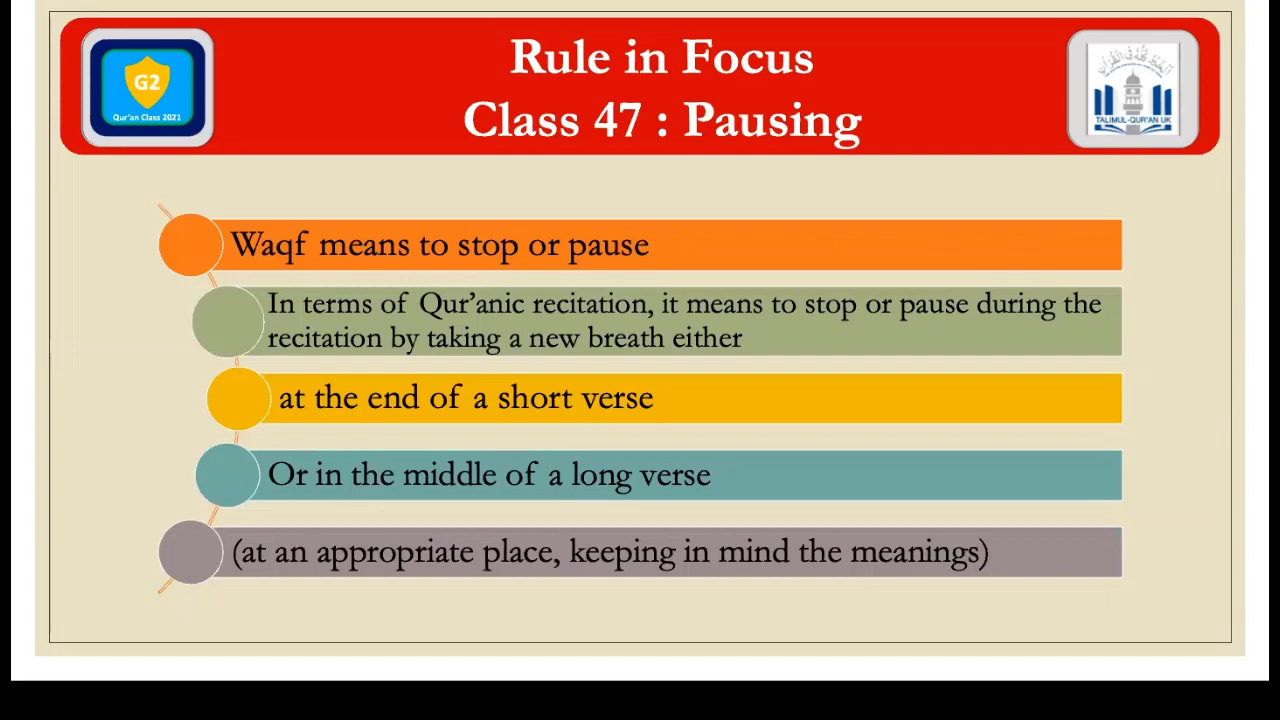 Rule in Focus
Class 47 : Pausing
G2
Qur'an Class 2021
TALIMUL-QUR'AN UK
Waqf means to stop or pause
In terms of Qur’anic recitation, it means to stop or pause during the
recitation by taking a new breath either
at the end of a short verse
Or in the middle of a long verse
(at an appropriate place, keeping in mind the meanings)